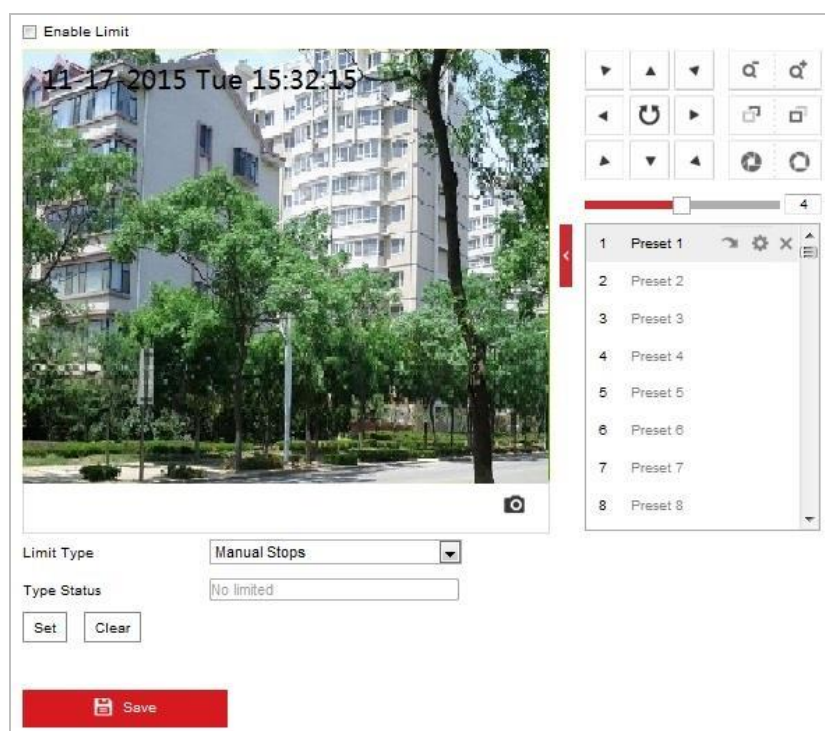 Enable Limit
11-17-2015 Tue 15:32:15
4
1 Preset 1
2 Preset 2
3 Preset 3
4 Preset 4
5 Preset 5
6 Preset 6
7 Preset 7
8 Preset 8
Limit Type Manual Stops
Type Status No limited
Set Clear
Save